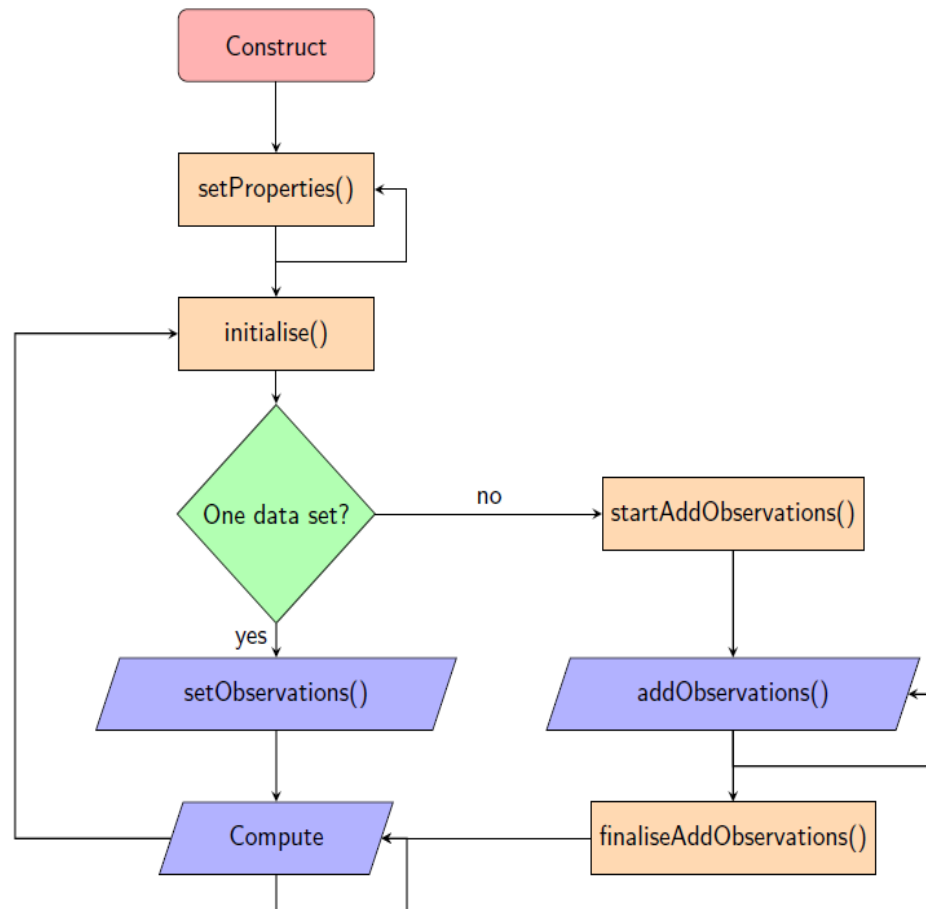 Construct
setProperties()
initialise()
One data set?
no
startAddObservations()
yes
setObservations()
addObservations()
Compute
finaliseAddObservations()